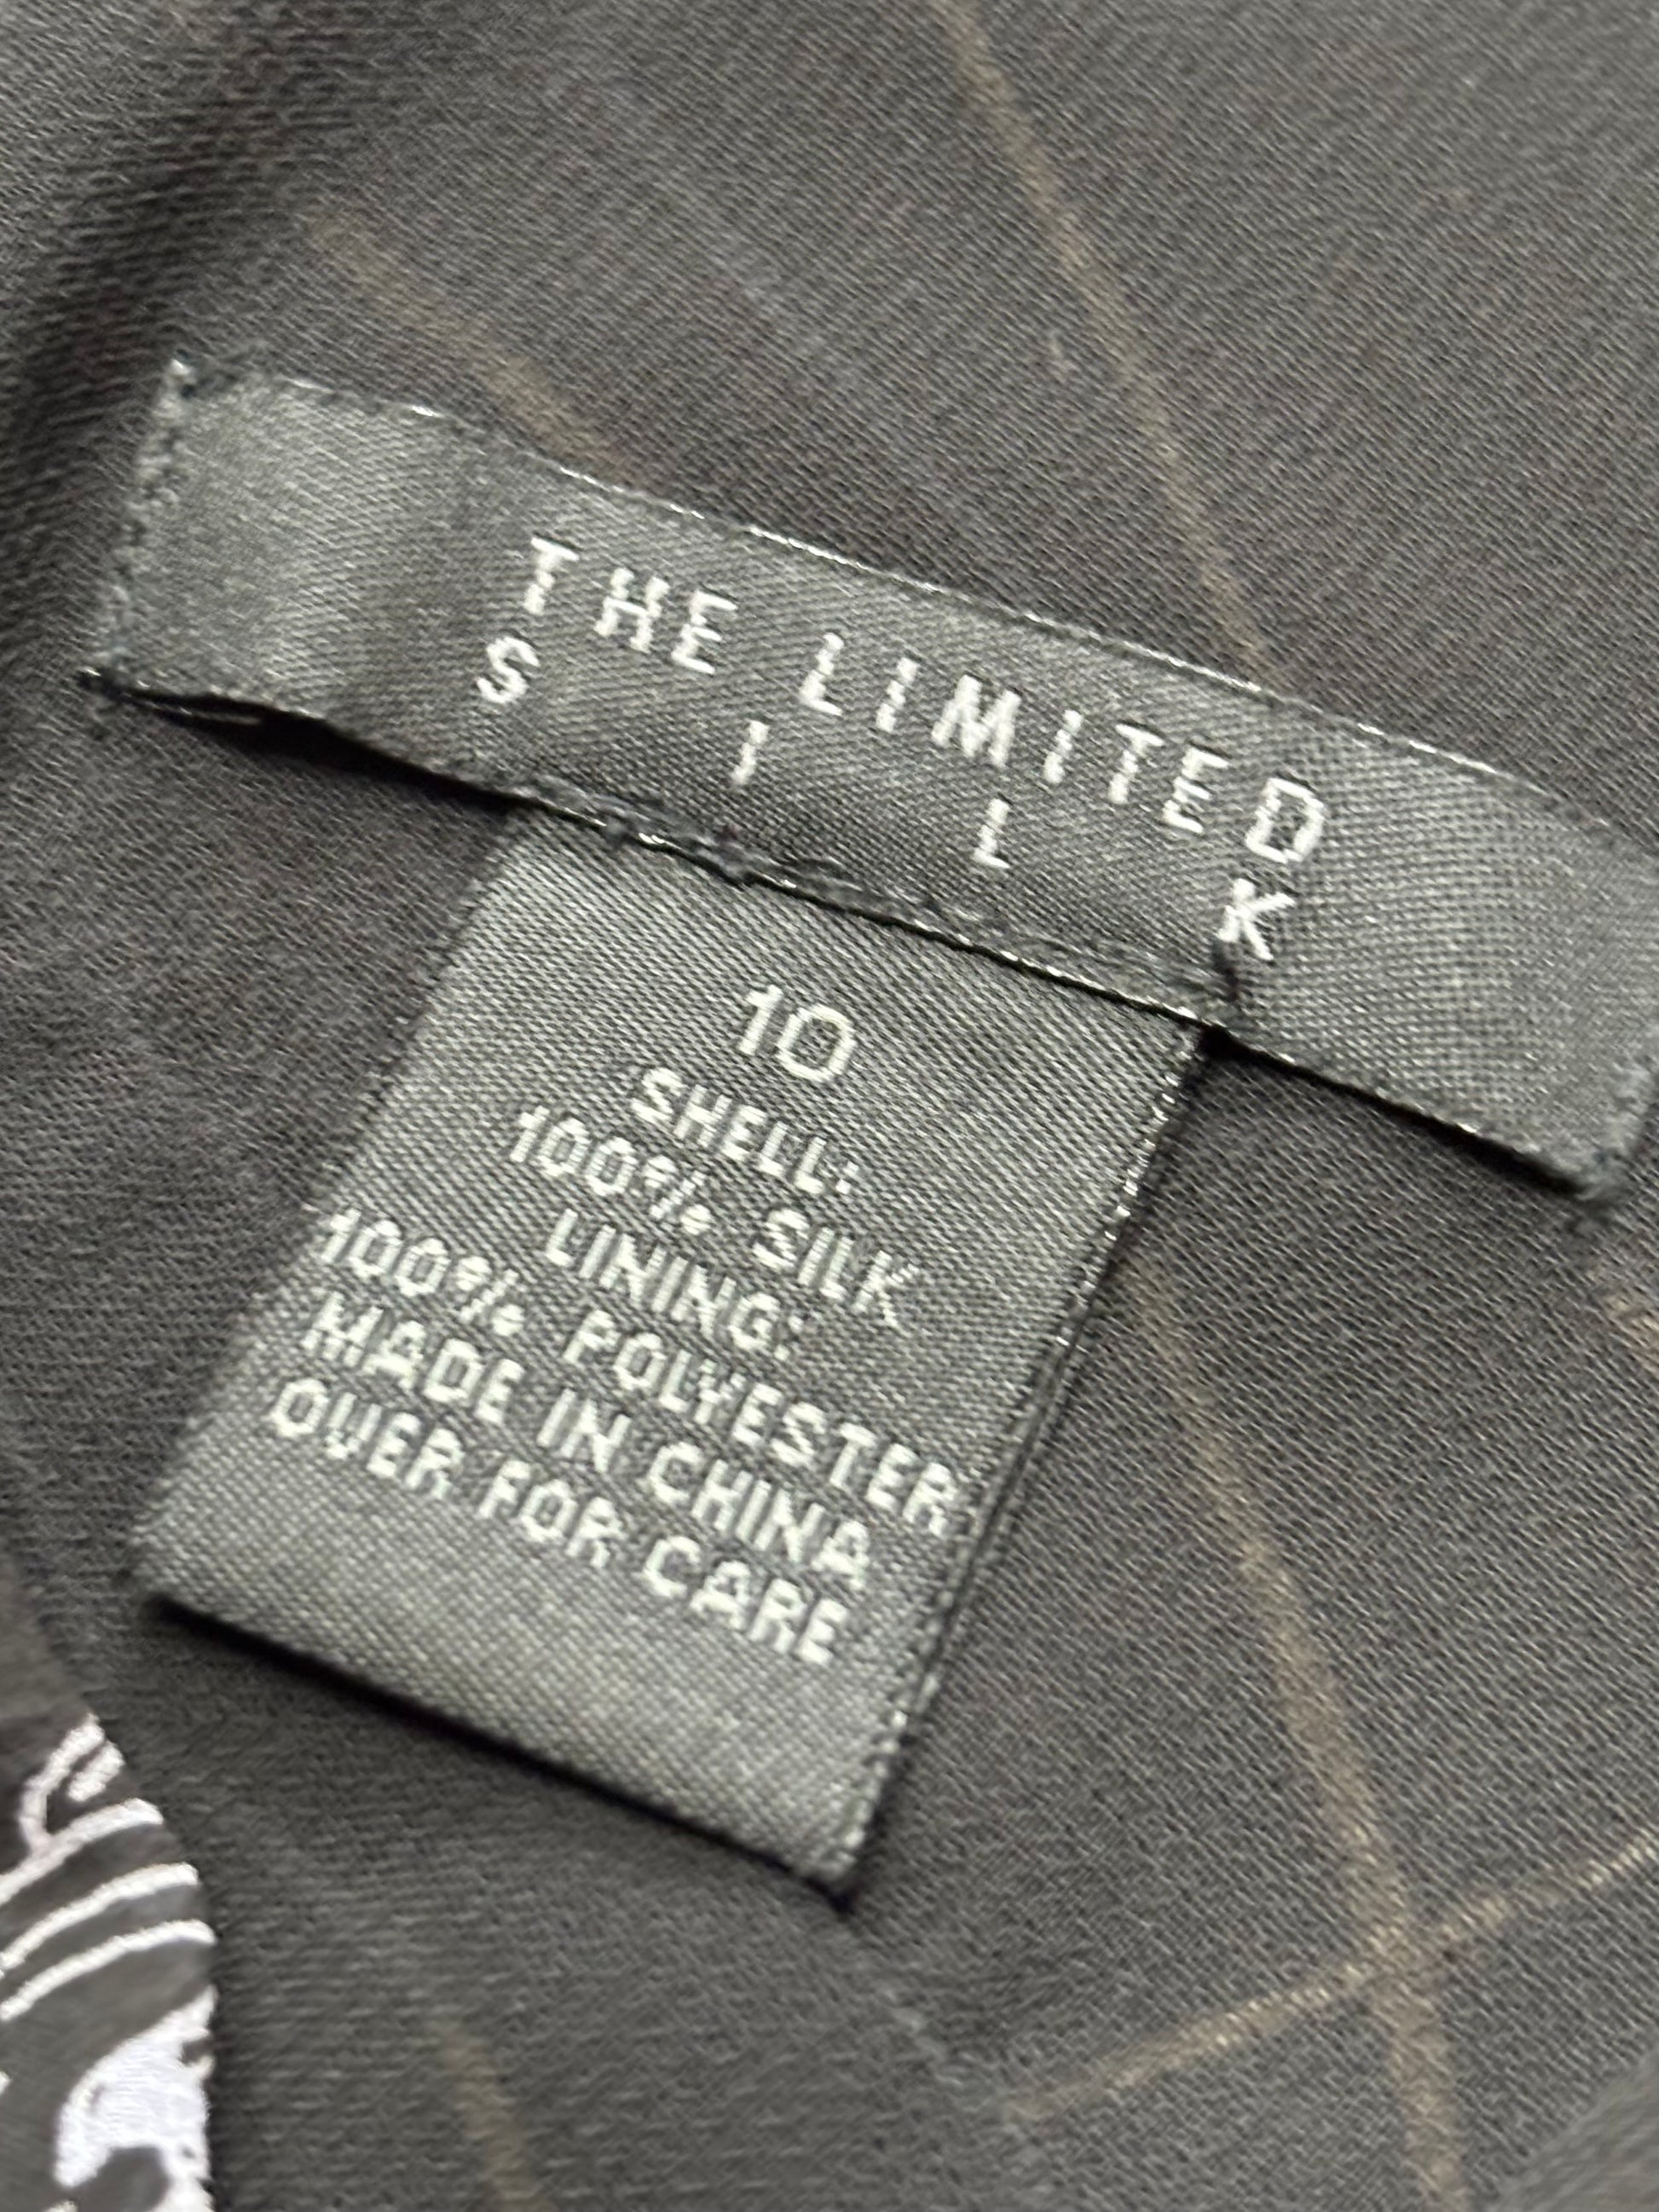 THE LIMITED
SILK
10
SHELL:
100% SILK
LINING:
100% POLYESTER
MADE IN CHINA
OVER FOR CARE